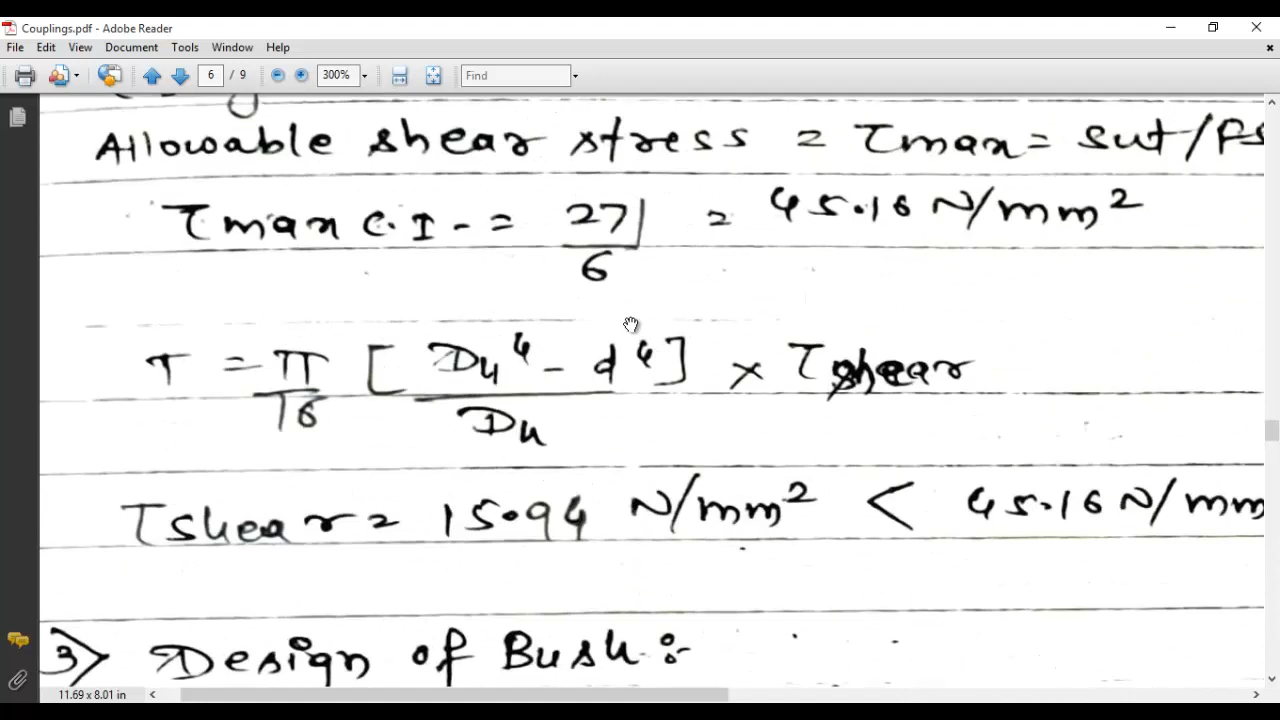 Couplings.pdf - Adobe Reader
File Edit View Document Tools Window Help
6 / 9 300% Find
Allowable shear stress = τmax = Sut/FS
τmax C.I. = 271/6 = 45.16 N/mm²
T = π/16 [DH⁴ - d⁴/DH] × τshear
τshear = 15.94 N/mm² < 45.16 N/mm
3) Design of Bush :-
11.69 x 8.01 in